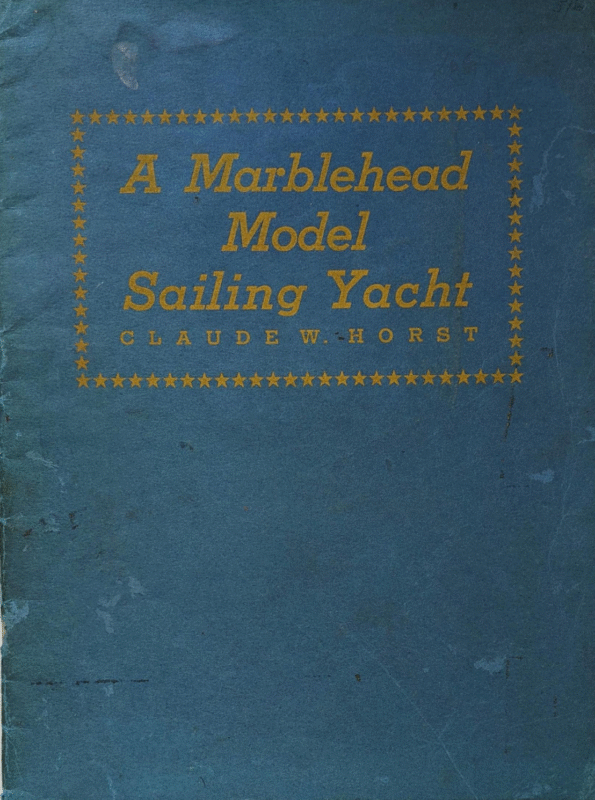 A Marblehead
Model
Sailing Yacht
CLAUDE W. HORST